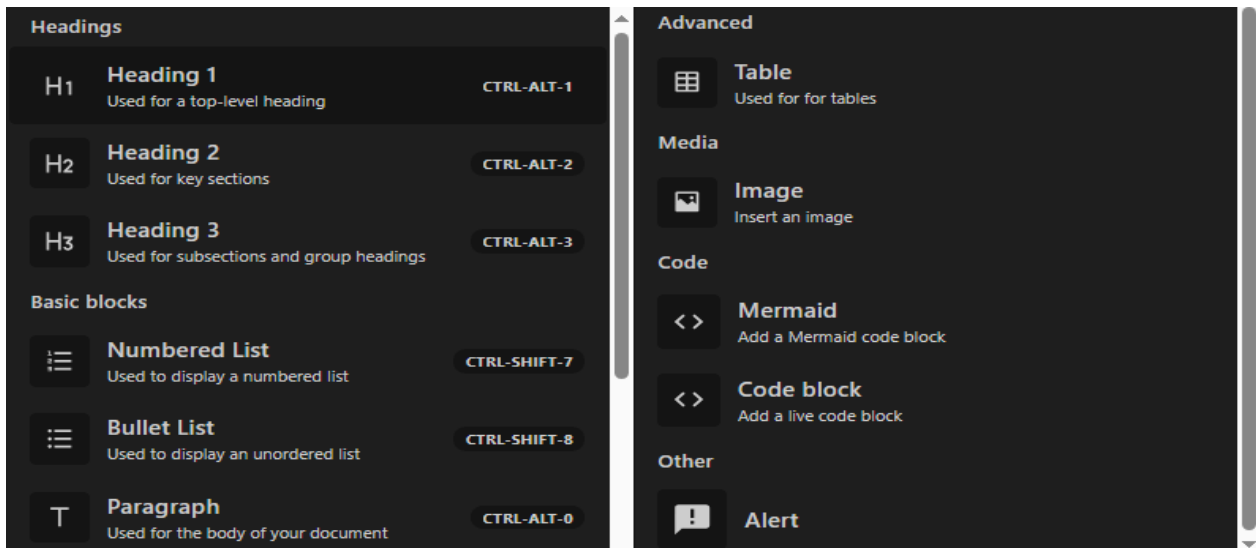 Headings
H1
Heading 1
CTRL-ALT-1
Used for a top-level heading
H2
Heading 2
CTRL-ALT-2
Used for key sections
H3
Heading 3
CTRL-ALT-3
Used for subsections and group headings
Basic blocks
Numbered List
CTRL-SHIFT-7
Used to display a numbered list
Bullet List
CTRL-SHIFT-8
Used to display an unordered list
T
Paragraph
CTRL-ALT-0
Used for the body of your document
Advanced
Table
Used for for tables
Media
Image
Insert an image
Code
Mermaid
Add a Mermaid code block
Code block
Add a live code block
Other
Alert